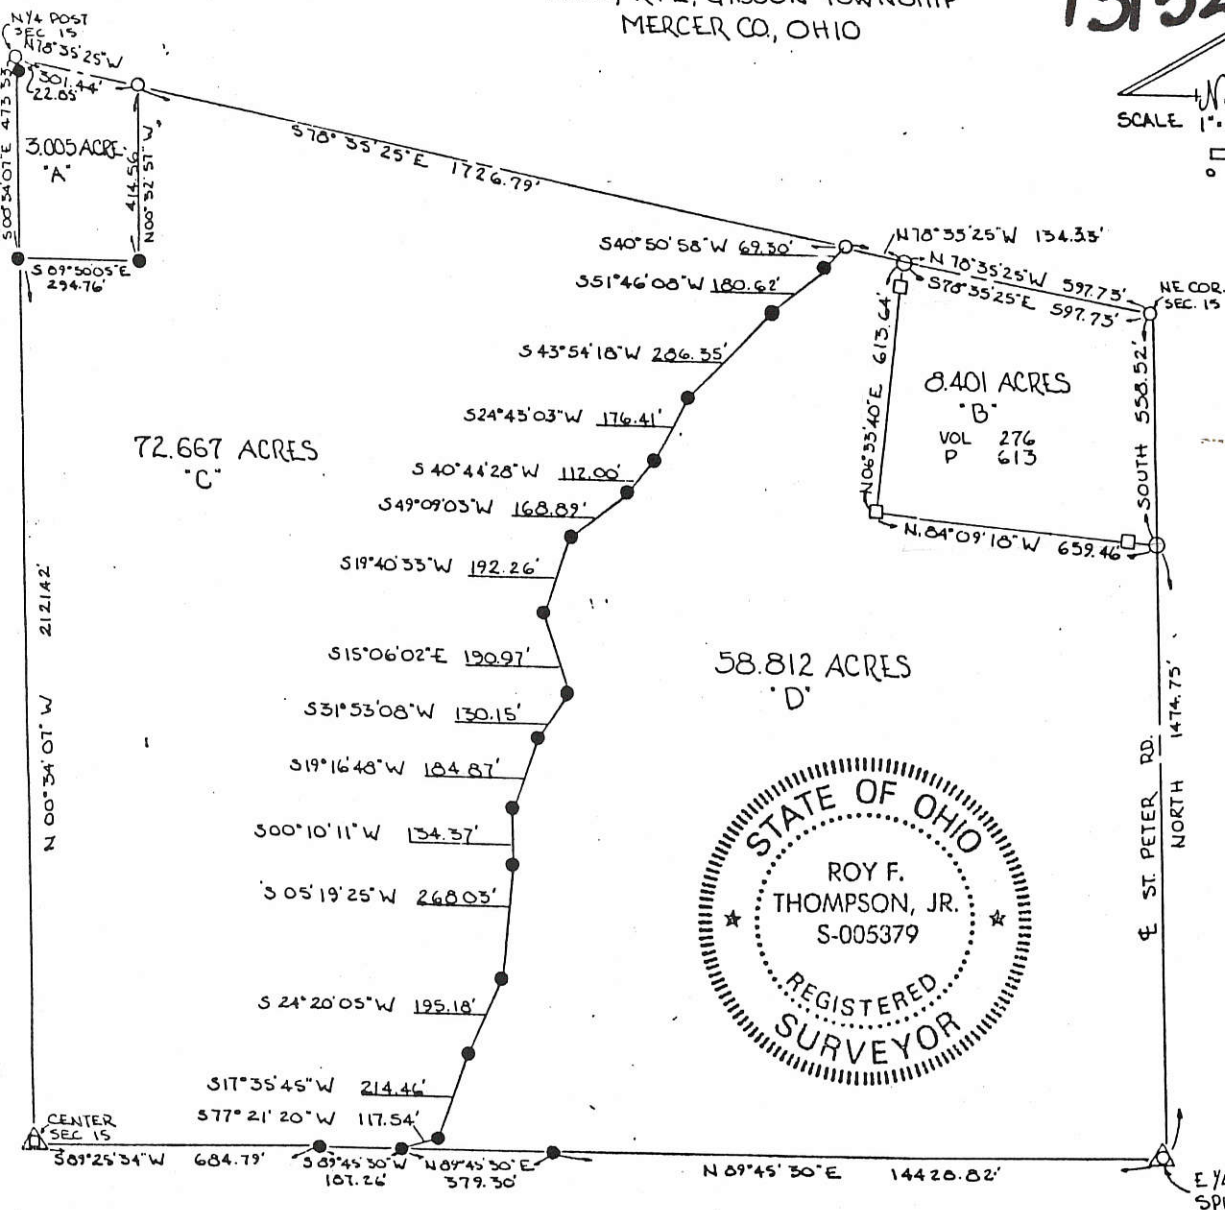 MERCER CO., OHIO
N¼ POST
SEC 15
N78°35'25"W
301.44'
22.85'
S00°34'07"E 473.53'
3.005 ACRE
"A"
414.56
N00°32'57"W
S89°50'05"E
294.76'
S78°35'25"E 1726.79'
SCALE 1"=
S40°50'58"W 69.30'
N78°35'25"W 134.33'
N78°35'25"W 597.73'
S78°35'25"E 597.73'
NE COR.
SEC. 15
S51°46'08"W 180.62'
S43°54'18"W 286.35'
S24°43'03"W 176.41'
S40°44'28"W 112.00'
S49°09'03"W 168.89'
S19°40'33"W 192.26'
S15°06'02"E 190.97'
S31°53'08"W 130.15'
S19°16'48"W 184.87'
S00°10'11"W 134.37'
S05°19'25"W 268.03'
S24°20'05"W 195.18'
S17°35'45"W 214.46'
S77°21'20"W 117.54'
72.667 ACRES
"C"
N00°34'07"W 2121.42'
N06°33'40"E 613.64'
8.401 ACRES
"B"
VOL 276
P 613
SOUTH 558.52'
N.84°09'18"W 659.46'
58.812 ACRES
"D"
℄ ST. PETER RD.
NORTH 1474.75'
STATE OF OHIO
ROY F.
THOMPSON, JR.
S-005379
REGISTERED
SURVEYOR
CENTER
SEC 15
S89°25'34"W 684.79'
S89°45'30"W
187.26'
N89°45'30"E
379.30'
N89°45'30"E 14428.82'